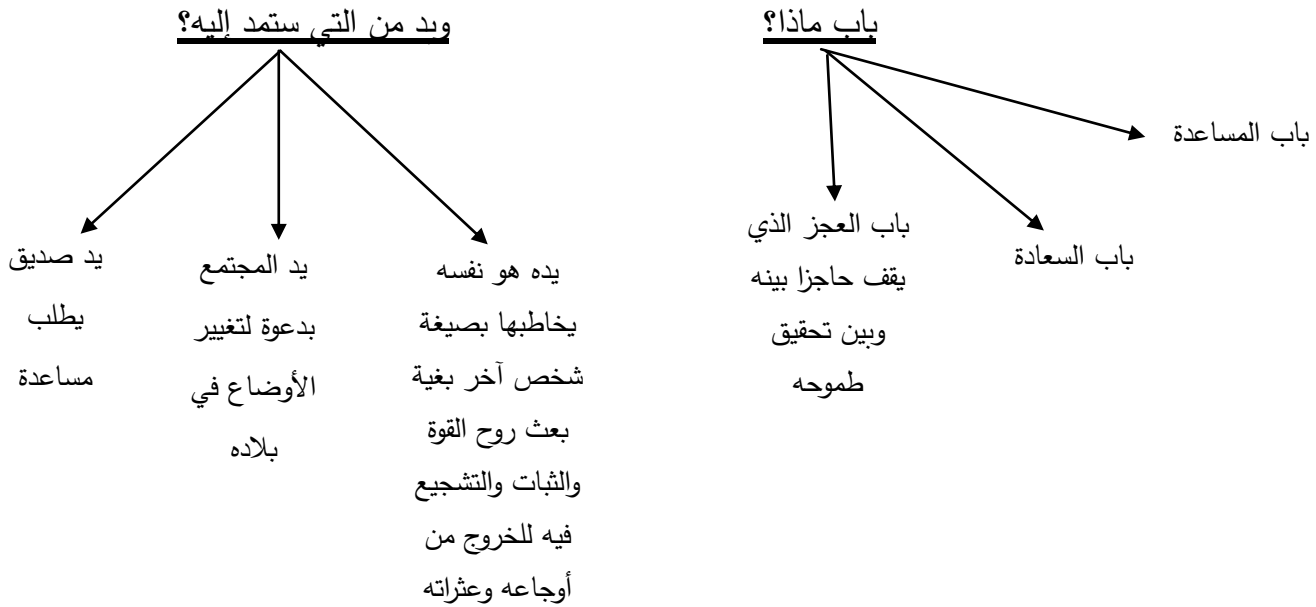 باب ماذا؟
ويد من التي ستمد إليه؟
باب المساعدة
باب السعادة
باب العجز الذي
يقف حاجزا بينه
وبين تحقيق
طموحه
يده هو نفسه
يخاطبها بصيغة
شخص آخر بغية
بعث روح القوة
والثبات والتشجيع
فيه للخروج من
أوجاعه وعثراته
يد المجتمع
بدعوة لتغيير
الأوضاع في
بلاده
يد صديق
يطلب
مساعدة